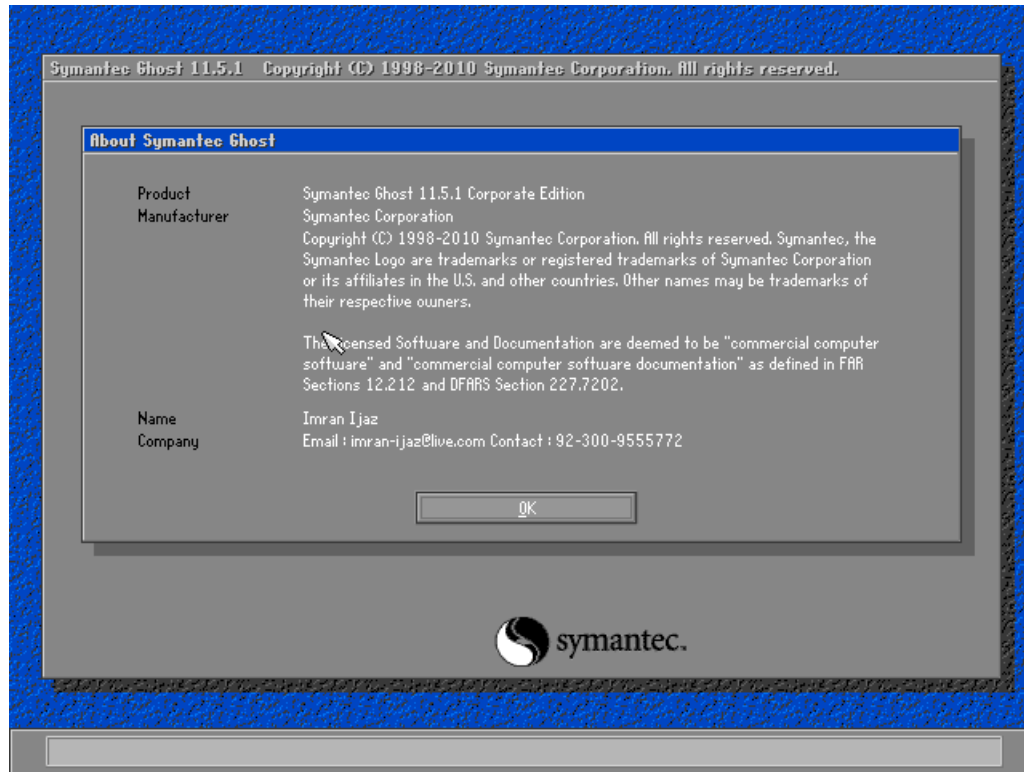 Symantec Ghost 11.5.1 Copyright (C) 1998-2010 Symantec Corporation. All rights reserved.
About Symantec Ghost
Product Symantec Ghost 11.5.1 Corporate Edition
Manufacturer Symantec Corporation
Copyright (C) 1998-2010 Symantec Corporation. All rights reserved. Symantec, the
Symantec Logo are trademarks or registered trademarks of Symantec Corporation
or its affiliates in the U.S. and other countries. Other names may be trademarks of
their respective owners.
The Licensed Software and Documentation are deemed to be "commercial computer
software" and "commercial computer software documentation" as defined in FAR
Sections 12.212 and DFARS Section 227.7202.
Name Imran Ijaz
Company Email : imran-ijaz@live.com Contact : 92-300-9555772
OK
symantec.